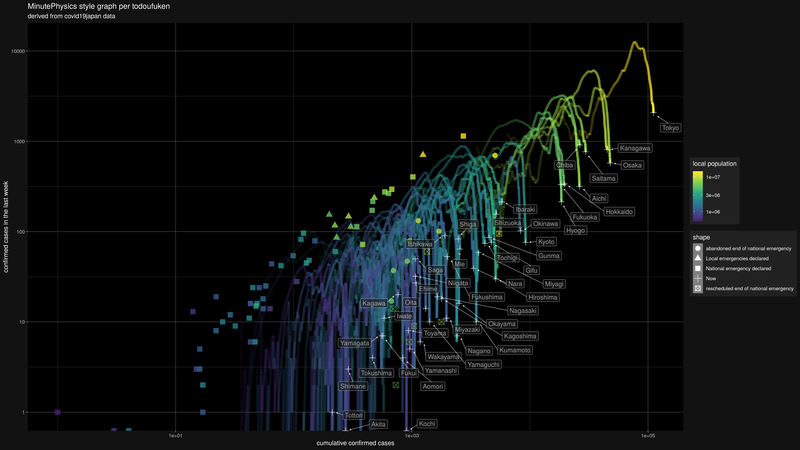 MinutePhysics style graph per todoufuken
derived from covid19japan data
confirmed cases in the last week
10000
1000
100
10
1
1e+01
1e+03
1e+05
cumulative confirmed cases
Tokyo
Kanagawa
Osaka
Chiba
Saitama
Aichi
Hokkaido
Fukuoka
Hyogo
Ibaraki
Shiga
Shizuoka
Okinawa
Ishikawa
Kyoto
Gunma
Tochigi
Mie
Saga
Gifu
Niigata
Nara
Miyagi
Ehime
Fukushima
Hiroshima
Kagawa
Oita
Nagasaki
Iwate
Okayama
Toyama
Miyazaki
Kagoshima
Yamagata
Nagano
Kumamoto
Wakayama
Yamaguchi
Tokushima
Fukui
Yamanashi
Shimane
Aomori
Tottori
Akita
Kochi
local population
1e+07
3e+06
1e+06
shape
abandoned end of national emergency
Local emergencies declared
National emergency declared
Now
rescheduled end of national emergency